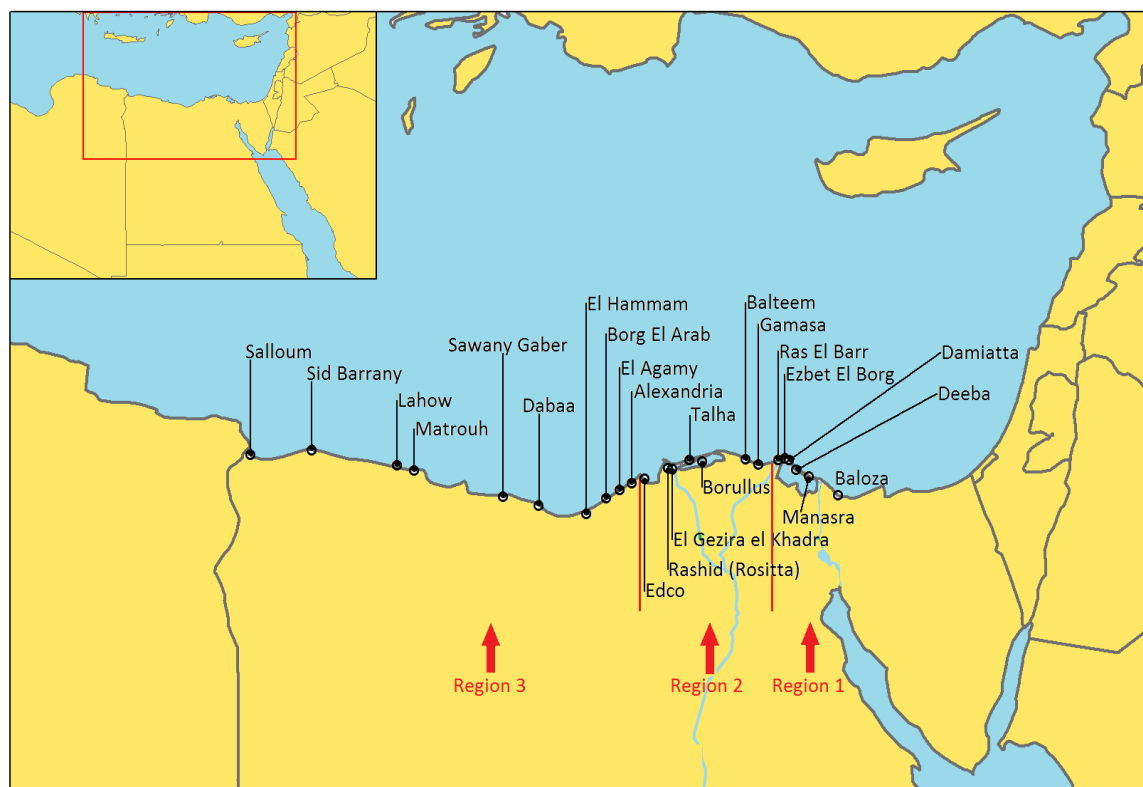 El Hammam
Balteem
Borg El Arab
Gamasa
Salloum
Sawany Gaber
Ras El Barr
Damiatta
Sid Barrany
El Agamy
Ezbet El Borg
Alexandria
Deeba
Lahow
Dabaa
Talha
Matrouh
Borullus
Baloza
Manasra
El Gezira el Khadra
Rashid (Rositta)
Edco
Region 3
Region 2
Region 1